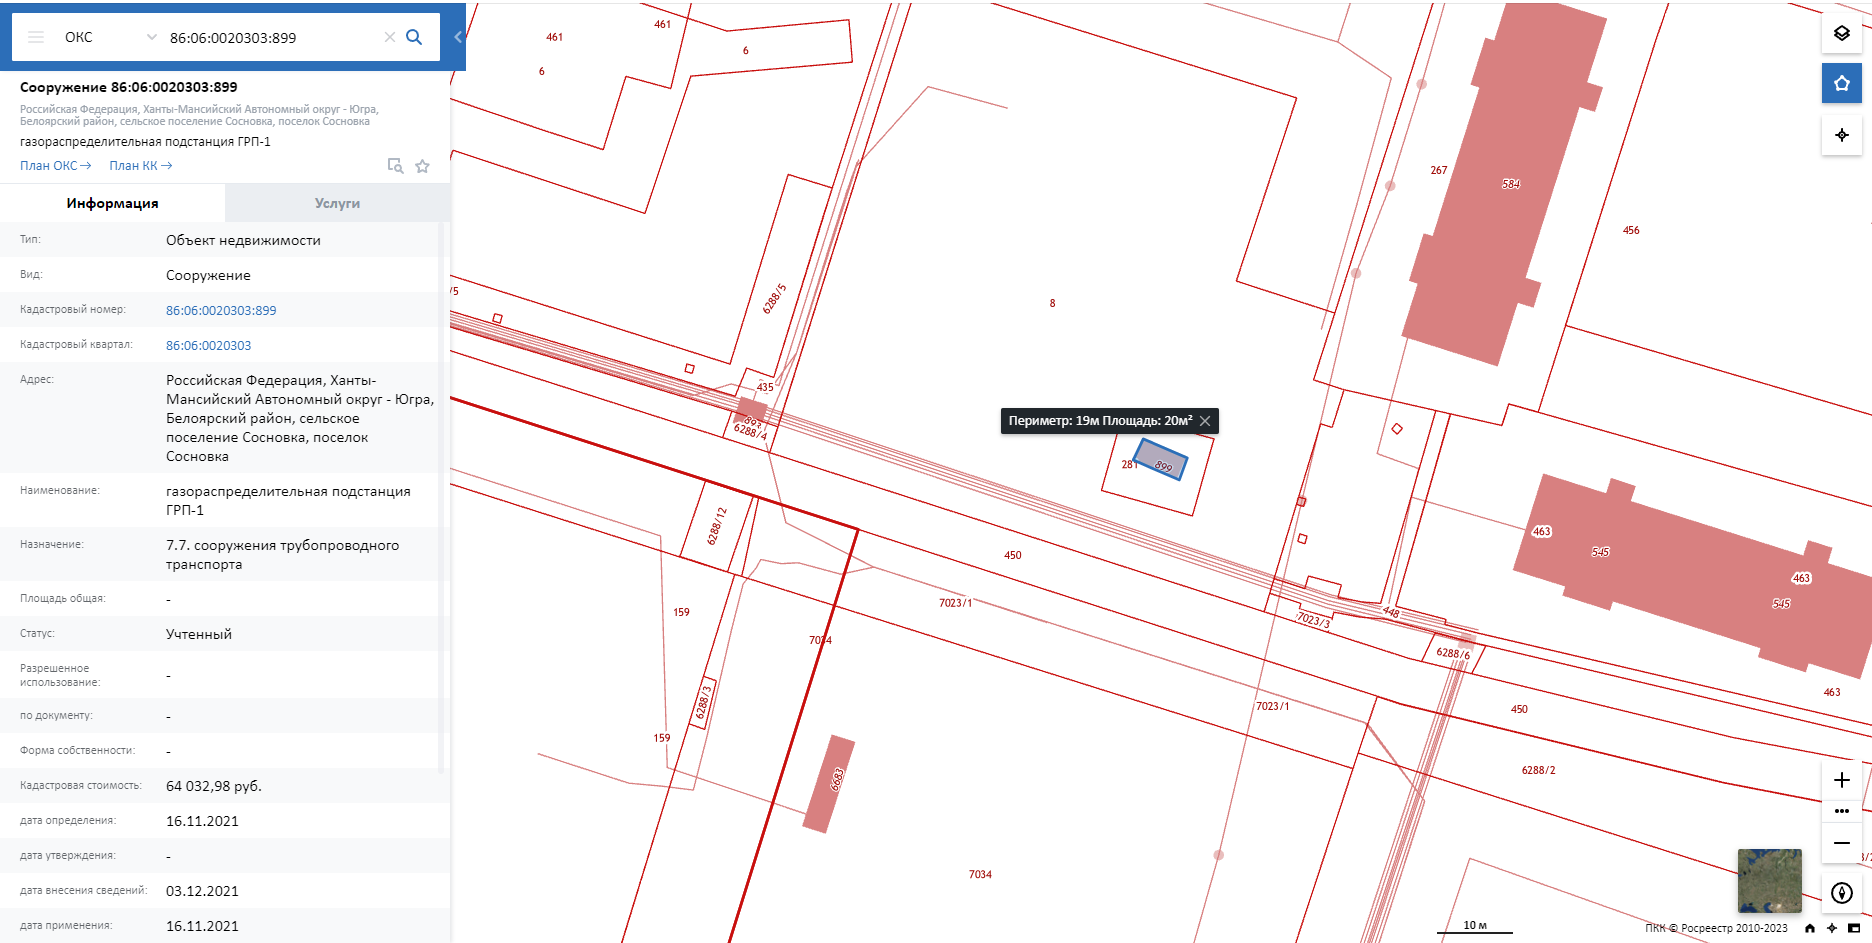 ОКС
86:06:0020303:899
Сооружение 86:06:0020303:899
Российская Федерация, Ханты-Мансийский Автономный округ - Югра,
Белоярский район, сельское поселение Сосновка, поселок Сосновка
газораспределительная подстанция ГРП-1
План ОКС→ План КК→
Информация Услуги
Тип: Объект недвижимости
Вид: Сооружение
Кадастровый номер: 86:06:0020303:899
Кадастровый квартал: 86:06:0020303
Адрес: Российская Федерация, Ханты-
Мансийский Автономный округ - Югра,
Белоярский район, сельское
поселение Сосновка, поселок
Сосновка
Наименование: газораспределительная подстанция
ГРП-1
Назначение: 7.7. сооружения трубопроводного
транспорта
Площадь общая: -
Статус: Учтенный
Разрешенное
использование: -
по документу: -
Форма собственности: -
Кадастровая стоимость: 64 032,98 руб.
дата определения: 16.11.2021
дата утверждения: -
дата внесения сведений: 03.12.2021
дата применения: 16.11.2021
461
461
6
6
267
584
456
8
/5
6288/5
435
6288/4
Периметр: 19м Площадь: 20м²
281
899
463
545
463
545
463
6288/12
450
159
7023/1
7034
448
7023/3
6288/6
6288/3
159
7023/1
450
6288/2
6683
7034
10 м
ПКК © Росреестр 2010-2023